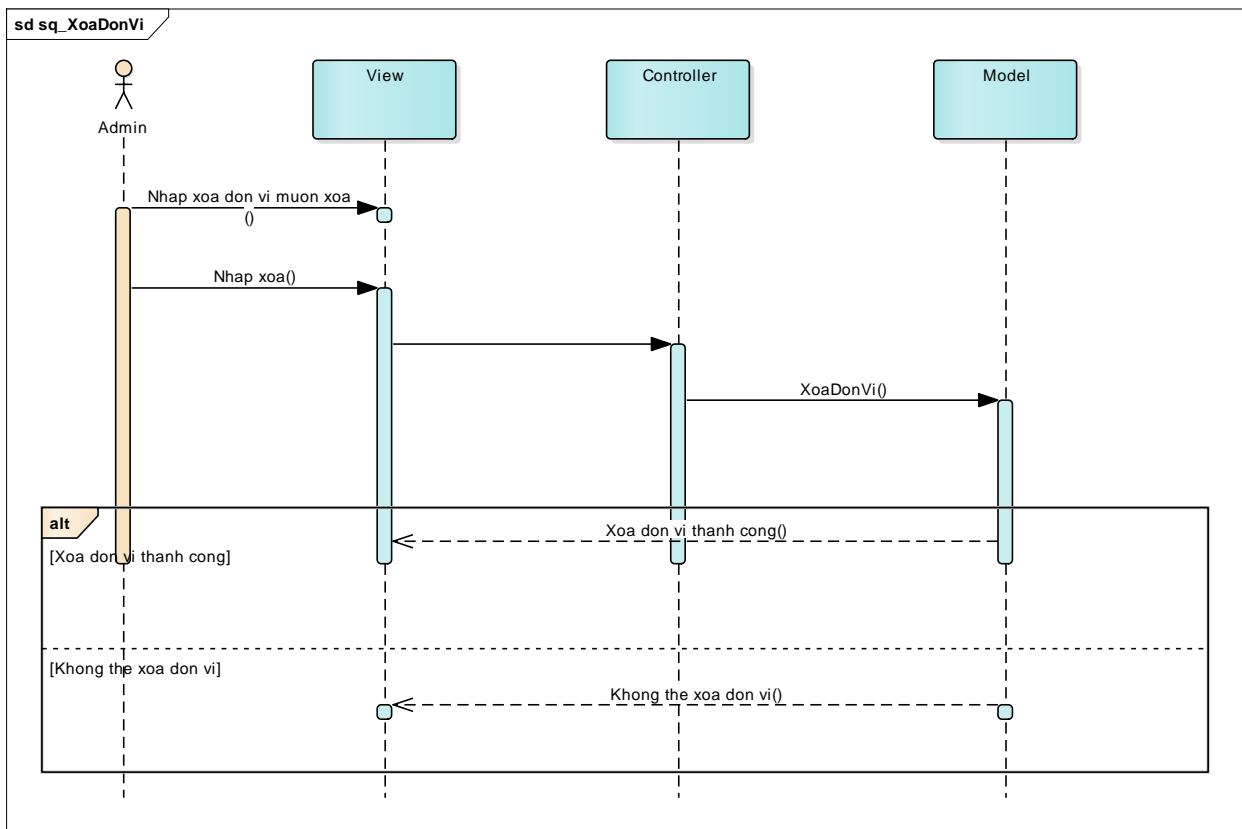 sd sq_XoaDonVi
View
Controller
Model
Admin
Nhap xoa don vi muon xoa
()
Nhap xoa()
XoaDonVi()
alt
Xoa don vi thanh cong()
[Xoa don vi thanh cong]
[Khong the xoa don vi]
Khong the xoa don vi()